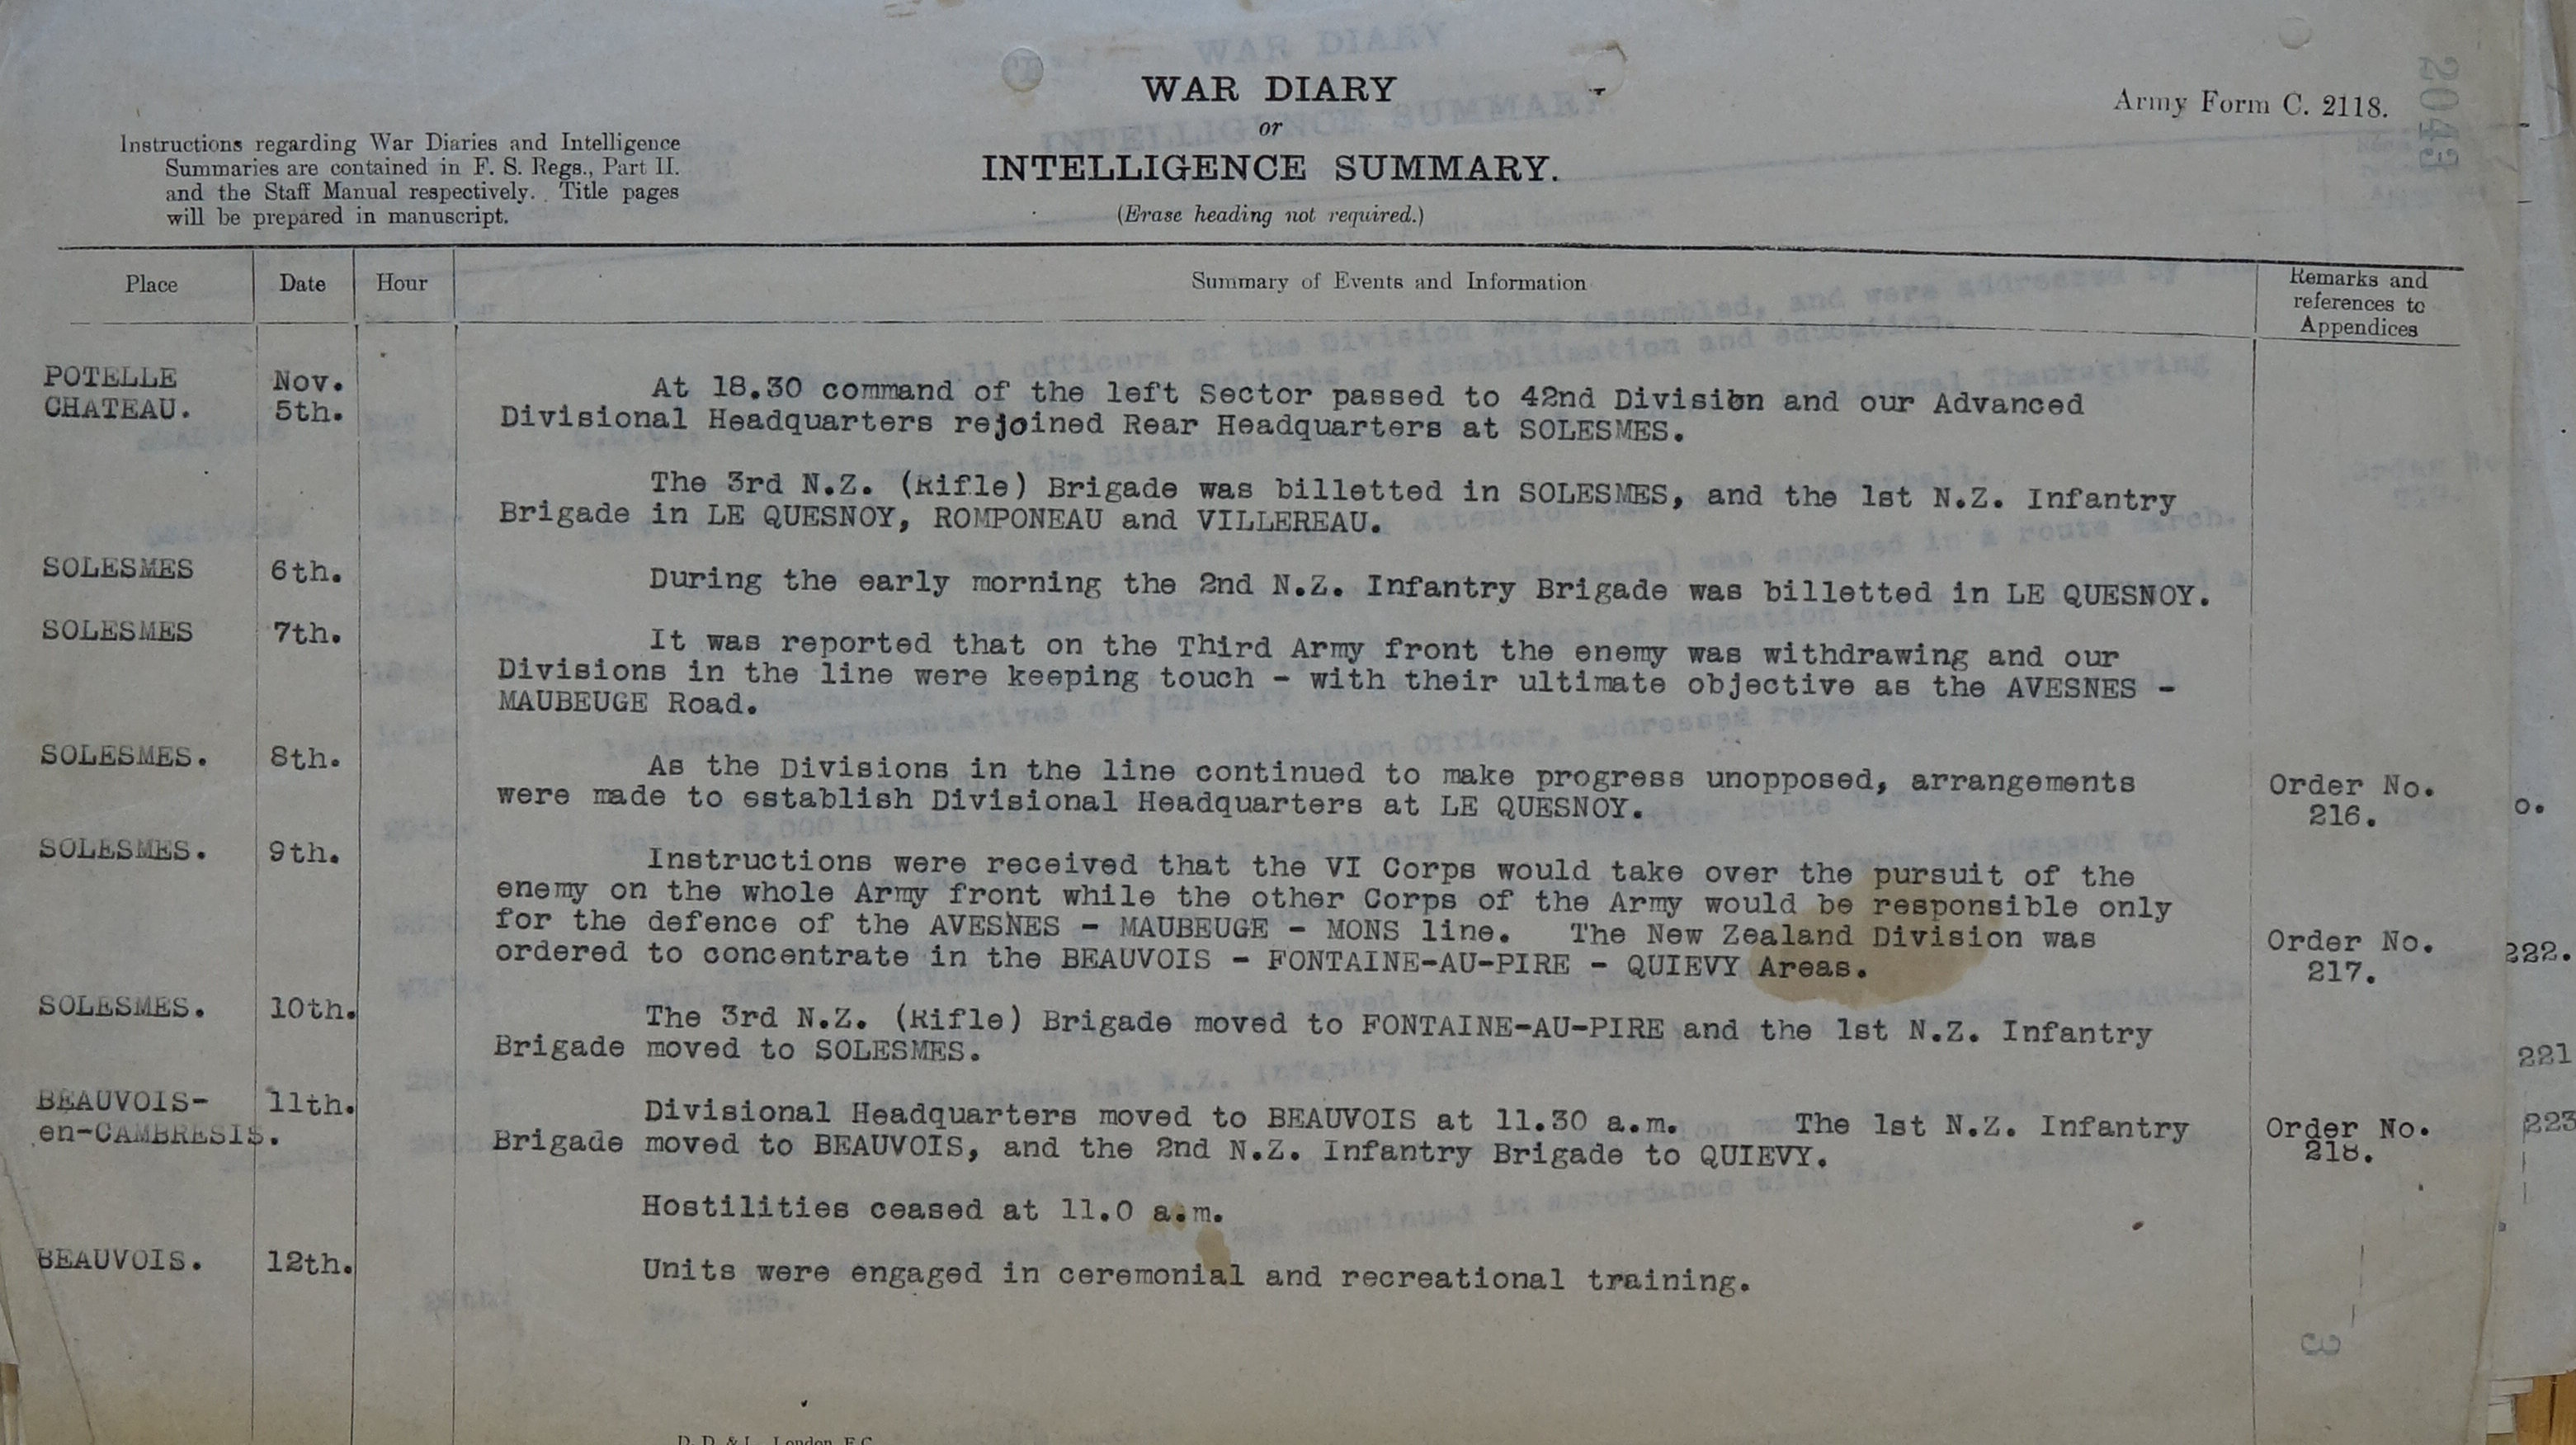 WAR DIARY
or
INTELLIGENCE SUMMARY.
(Erase heading not required.)
Army Form C. 2118.
2043
Instructions regarding War Diaries and Intelligence
Summaries are contained in F. S. Regs., Part II.
and the Staff Manual respectively. Title pages
will be prepared in manuscript.
Place
Date
Hour
Summary of Events and Information
Remarks and
references to
Appendices
POTELLE
CHATEAU.
Nov.
5th.
At 18.30 command of the left Sector passed to 42nd Division and our Advanced
Divisional Headquarters rejoined Rear Headquarters at SOLESMES.
The 3rd N.Z. (Rifle) Brigade was billetted in SOLESMES, and the 1st N.Z. Infantry
Brigade in LE QUESNOY, ROMPONEAU and VILLEREAU.
SOLESMES 6th.
During the early morning the 2nd N.Z. Infantry Brigade was billetted in LE QUESNOY.
SOLESMES 7th.
It was reported that on the Third Army front the enemy was withdrawing and our
Divisions in the line were keeping touch - with their ultimate objective as the AVESNES -
MAUBEUGE Road.
SOLESMES. 8th.
As the Divisions in the line continued to make progress unopposed, arrangements
were made to establish Divisional Headquarters at LE QUESNOY.
Order No.
216.
SOLESMES. 9th.
Instructions were received that the VI Corps would take over the pursuit of the
enemy on the whole Army front while the other Corps of the Army would be responsible only
for the defence of the AVESNES - MAUBEUGE - MONS line. The New Zealand Division was
ordered to concentrate in the BEAUVOIS - FONTAINE-AU-PIRE - QUIEVY Areas.
Order No.
217.
SOLESMES. 10th.
The 3rd N.Z. (Rifle) Brigade moved to FONTAINE-AU-PIRE and the 1st N.Z. Infantry
Brigade moved to SOLESMES.
BEAUVOIS-
en-CAMBRESIS.
11th.
Divisional Headquarters moved to BEAUVOIS at 11.30 a.m. The 1st N.Z. Infantry
Brigade moved to BEAUVOIS, and the 2nd N.Z. Infantry Brigade to QUIEVY.
Order No.
218.
Hostilities ceased at 11.0 a.m.
BEAUVOIS. 12th.
Units were engaged in ceremonial and recreational training.
3
o.
222.
221
223